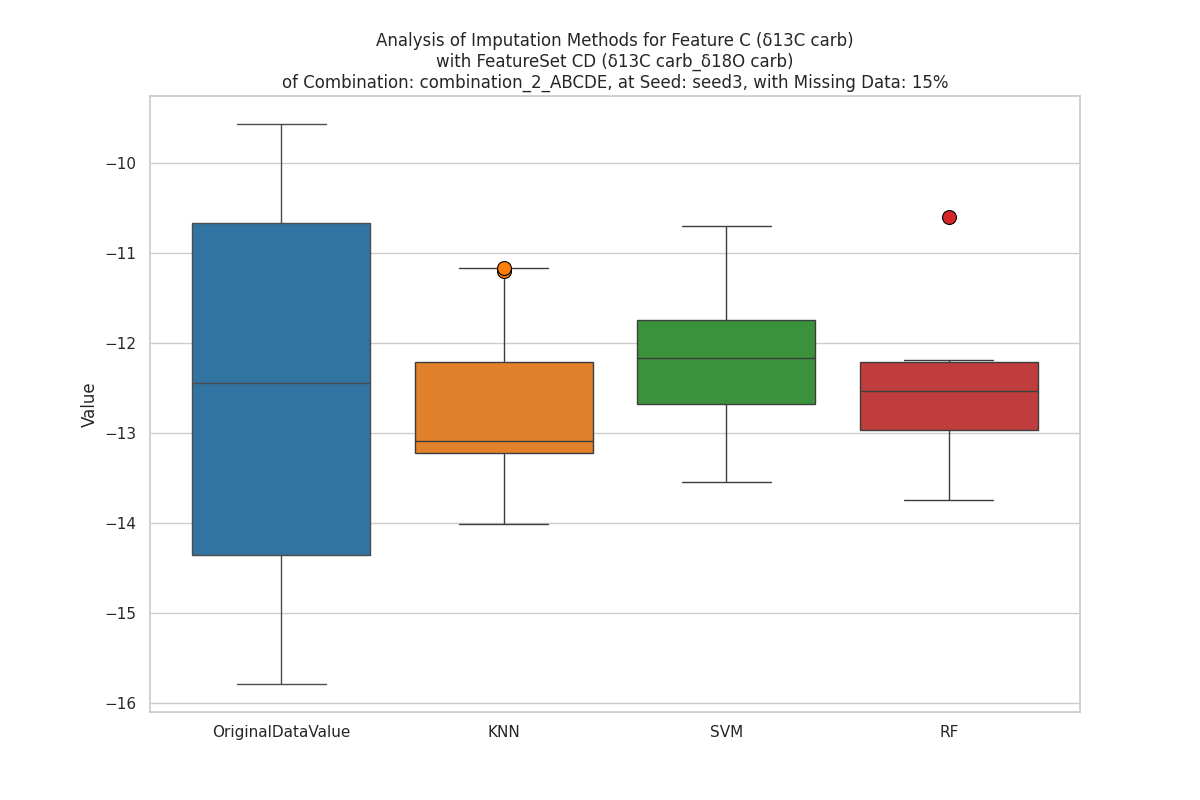 Analysis of Imputation Methods for Feature C (δ13C carb)
with FeatureSet CD (δ13C carb_δ18O carb)
of Combination: combination_2_ABCDE, at Seed: seed3, with Missing Data: 15%
Value
−10
−11
−12
−13
−14
−15
−16
OriginalDataValue
KNN
SVM
RF